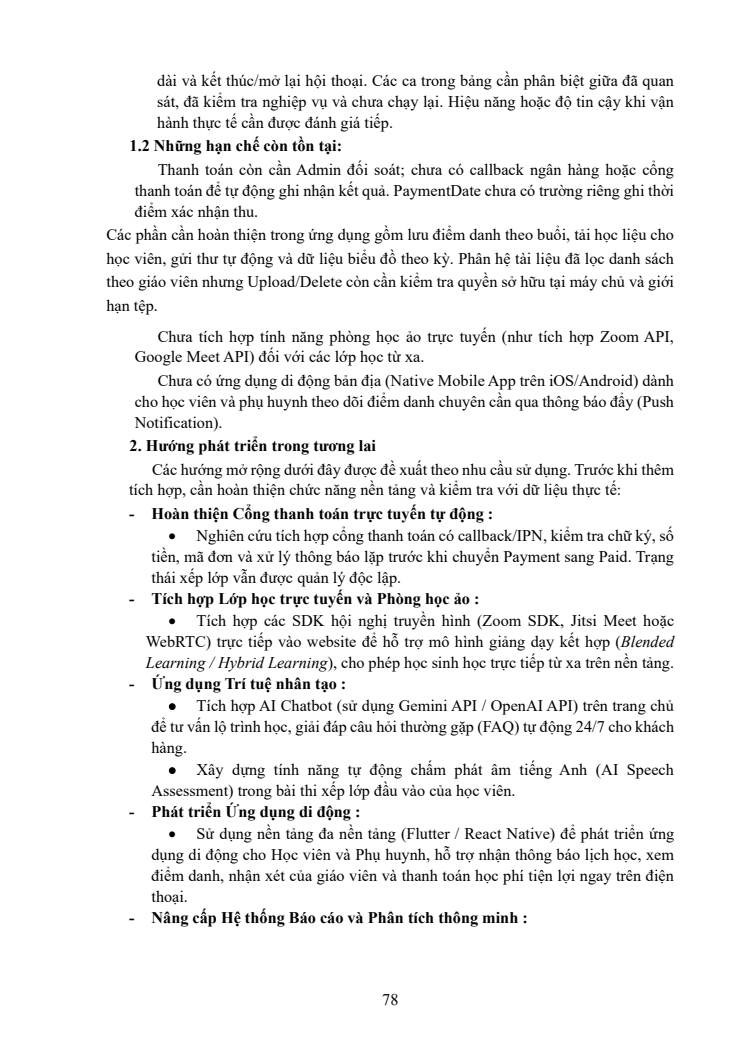 dài và kết thúc/mở lại hội thoại. Các ca trong bảng cần phân biệt giữa đã quan
sát, đã kiểm tra nghiệp vụ và chưa chạy lại. Hiệu năng hoặc độ tin cậy khi vận
hành thực tế cần được đánh giá tiếp.
1.2 Những hạn chế còn tồn tại:
Thanh toán còn cần Admin đối soát; chưa có callback ngân hàng hoặc cổng
thanh toán để tự động ghi nhận kết quả. PaymentDate chưa có trường riêng ghi thời
điểm xác nhận thu.
Các phần cần hoàn thiện trong ứng dụng gồm lưu điểm danh theo buổi, tải học liệu cho
học viên, gửi thư tự động và dữ liệu biểu đồ theo kỳ. Phân hệ tài liệu đã lọc danh sách
theo giáo viên nhưng Upload/Delete còn cần kiểm tra quyền sở hữu tại máy chủ và giới
hạn tệp.
Chưa tích hợp tính năng phòng học ảo trực tuyến (như tích hợp Zoom API,
Google Meet API) đối với các lớp học từ xa.
Chưa có ứng dụng di động bản địa (Native Mobile App trên iOS/Android) dành
cho học viên và phụ huynh theo dõi điểm danh chuyên cần qua thông báo đẩy (Push
Notification).
2. Hướng phát triển trong tương lai
Các hướng mở rộng dưới đây được đề xuất theo nhu cầu sử dụng. Trước khi thêm
tích hợp, cần hoàn thiện chức năng nền tảng và kiểm tra với dữ liệu thực tế:
- Hoàn thiện Cổng thanh toán trực tuyến tự động :
● Nghiên cứu tích hợp cổng thanh toán có callback/IPN, kiểm tra chữ ký, số
tiền, mã đơn và xử lý thông báo lặp trước khi chuyển Payment sang Paid. Trạng
thái xếp lớp vẫn được quản lý độc lập.
- Tích hợp Lớp học trực tuyến và Phòng học ảo :
● Tích hợp các SDK hội nghị truyền hình (Zoom SDK, Jitsi Meet hoặc
WebRTC) trực tiếp vào website để hỗ trợ mô hình giảng dạy kết hợp (Blended
Learning / Hybrid Learning), cho phép học sinh học trực tiếp từ xa trên nền tảng.
- Ứng dụng Trí tuệ nhân tạo :
● Tích hợp AI Chatbot (sử dụng Gemini API / OpenAI API) trên trang chủ
để tư vấn lộ trình học, giải đáp câu hỏi thường gặp (FAQ) tự động 24/7 cho khách
hàng.
● Xây dựng tính năng tự động chấm phát âm tiếng Anh (AI Speech
Assessment) trong bài thi xếp lớp đầu vào của học viên.
- Phát triển Ứng dụng di động :
● Sử dụng nền tảng đa nền tảng (Flutter / React Native) để phát triển ứng
dụng di động cho Học viên và Phụ huynh, hỗ trợ nhận thông báo lịch học, xem
điểm danh, nhận xét của giáo viên và thanh toán học phí tiện lợi ngay trên điện
thoại.
- Nâng cấp Hệ thống Báo cáo và Phân tích thông minh :
78